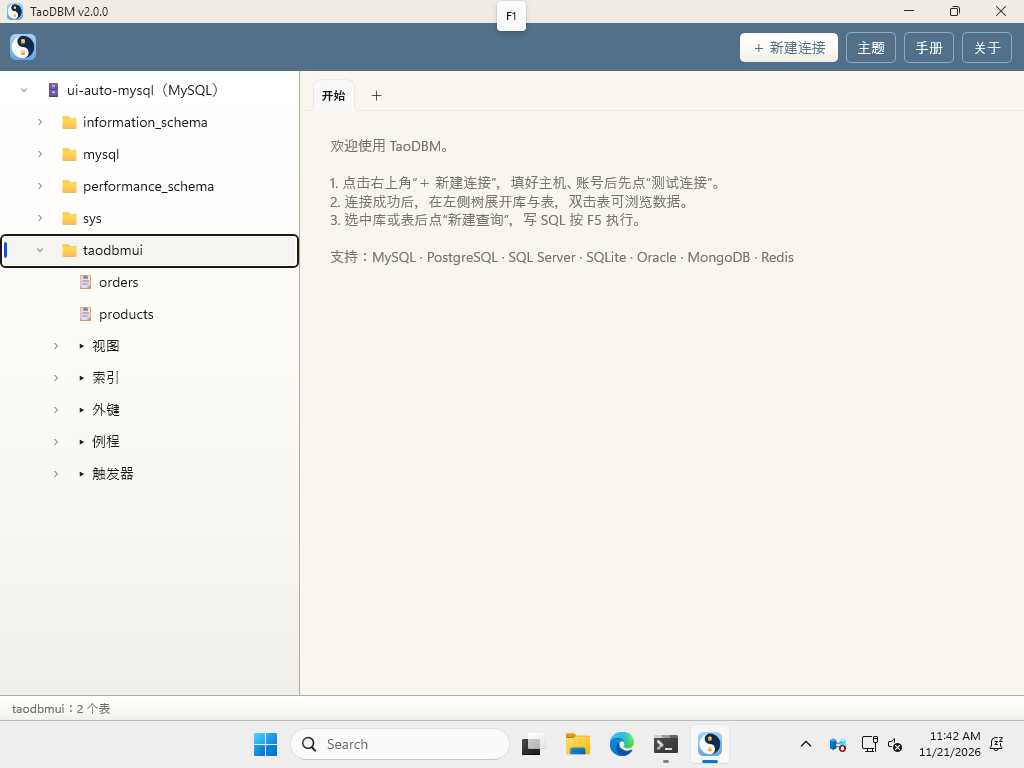 TaoDBM v2.0.0
F1
＋ 新建连接
主题
手册
关于
ui-auto-mysql（MySQL）
information_schema
mysql
performance_schema
sys
taodbmui
orders
products
视图
索引
外键
例程
触发器
开始
＋
欢迎使用 TaoDBM。
1. 点击右上角“＋ 新建连接”，填好主机、账号后先点“测试连接”。
2. 连接成功后，在左侧树展开库与表，双击表可浏览数据。
3. 选中库或表后点“新建查询”，写 SQL 按 F5 执行。
支持：MySQL · PostgreSQL · SQL Server · SQLite · Oracle · MongoDB · Redis
taodbmui：2 个表
Search
11:42 AM
11/21/2026